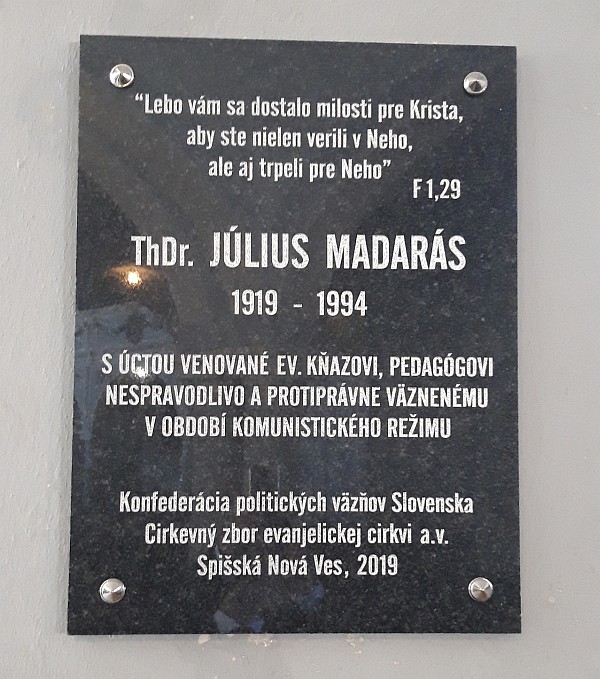 “Lebo vám sa dostalo milosti pre Krista,
aby ste nielen verili v Neho,
ale aj trpeli pre Neho”
F 1,29
ThDr. JÚLIUS MADARÁS
1919 - 1994
S ÚCTOU VENOVANÉ EV. KŇAZOVI, PEDAGÓGOVI
NESPRAVODLIVO A PROTIPRÁVNE VÄZNENÉMU
V OBDOBÍ KOMUNISTICKÉHO REŽIMU
Konfederácia politických väzňov Slovenska
Cirkevný zbor evanjelickej cirkvi a.v.
Spišská Nová Ves, 2019